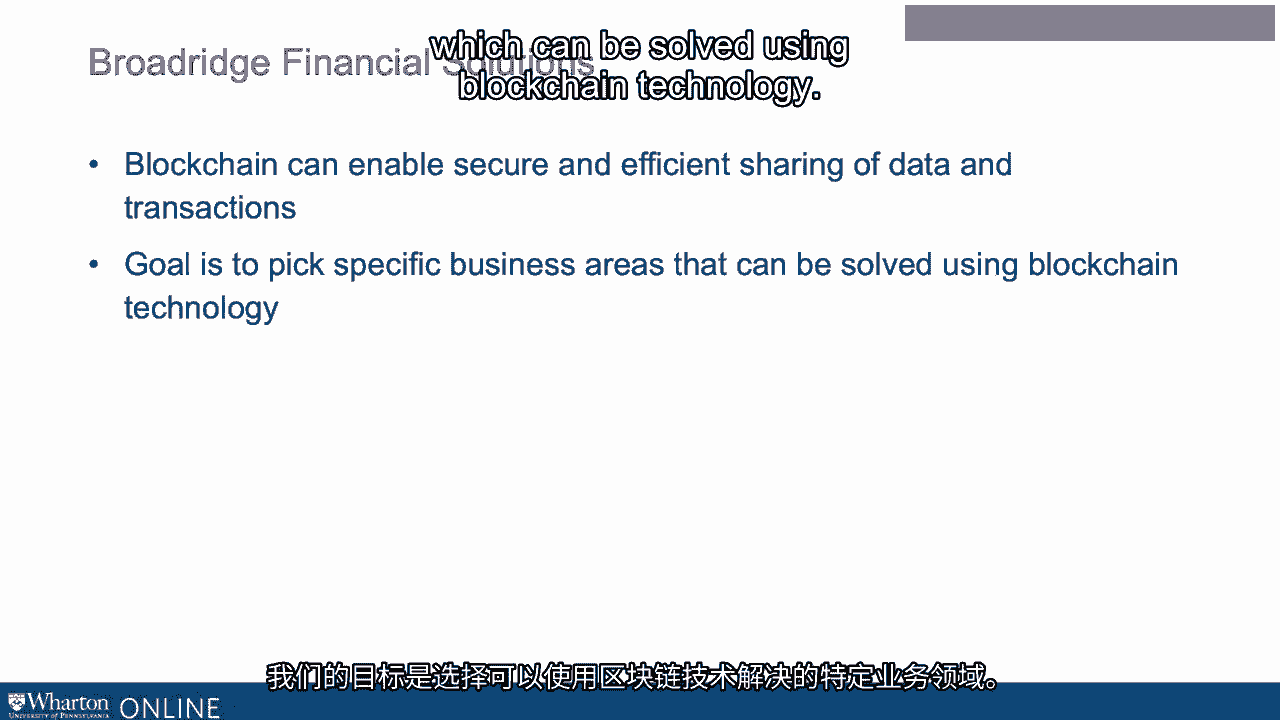 which can be solved using
Broadridge Financial Solutions
blockchain technology.
• Blockchain can enable secure and efficient sharing of data and
transactions
• Goal is to pick specific business areas that can be solved using blockchain
technology
我们的目标是选择可以使用区块链技术解决的特定业务领域。
Wharton
UNIVERSITY OF PENNSYLVANIA
ONLINE